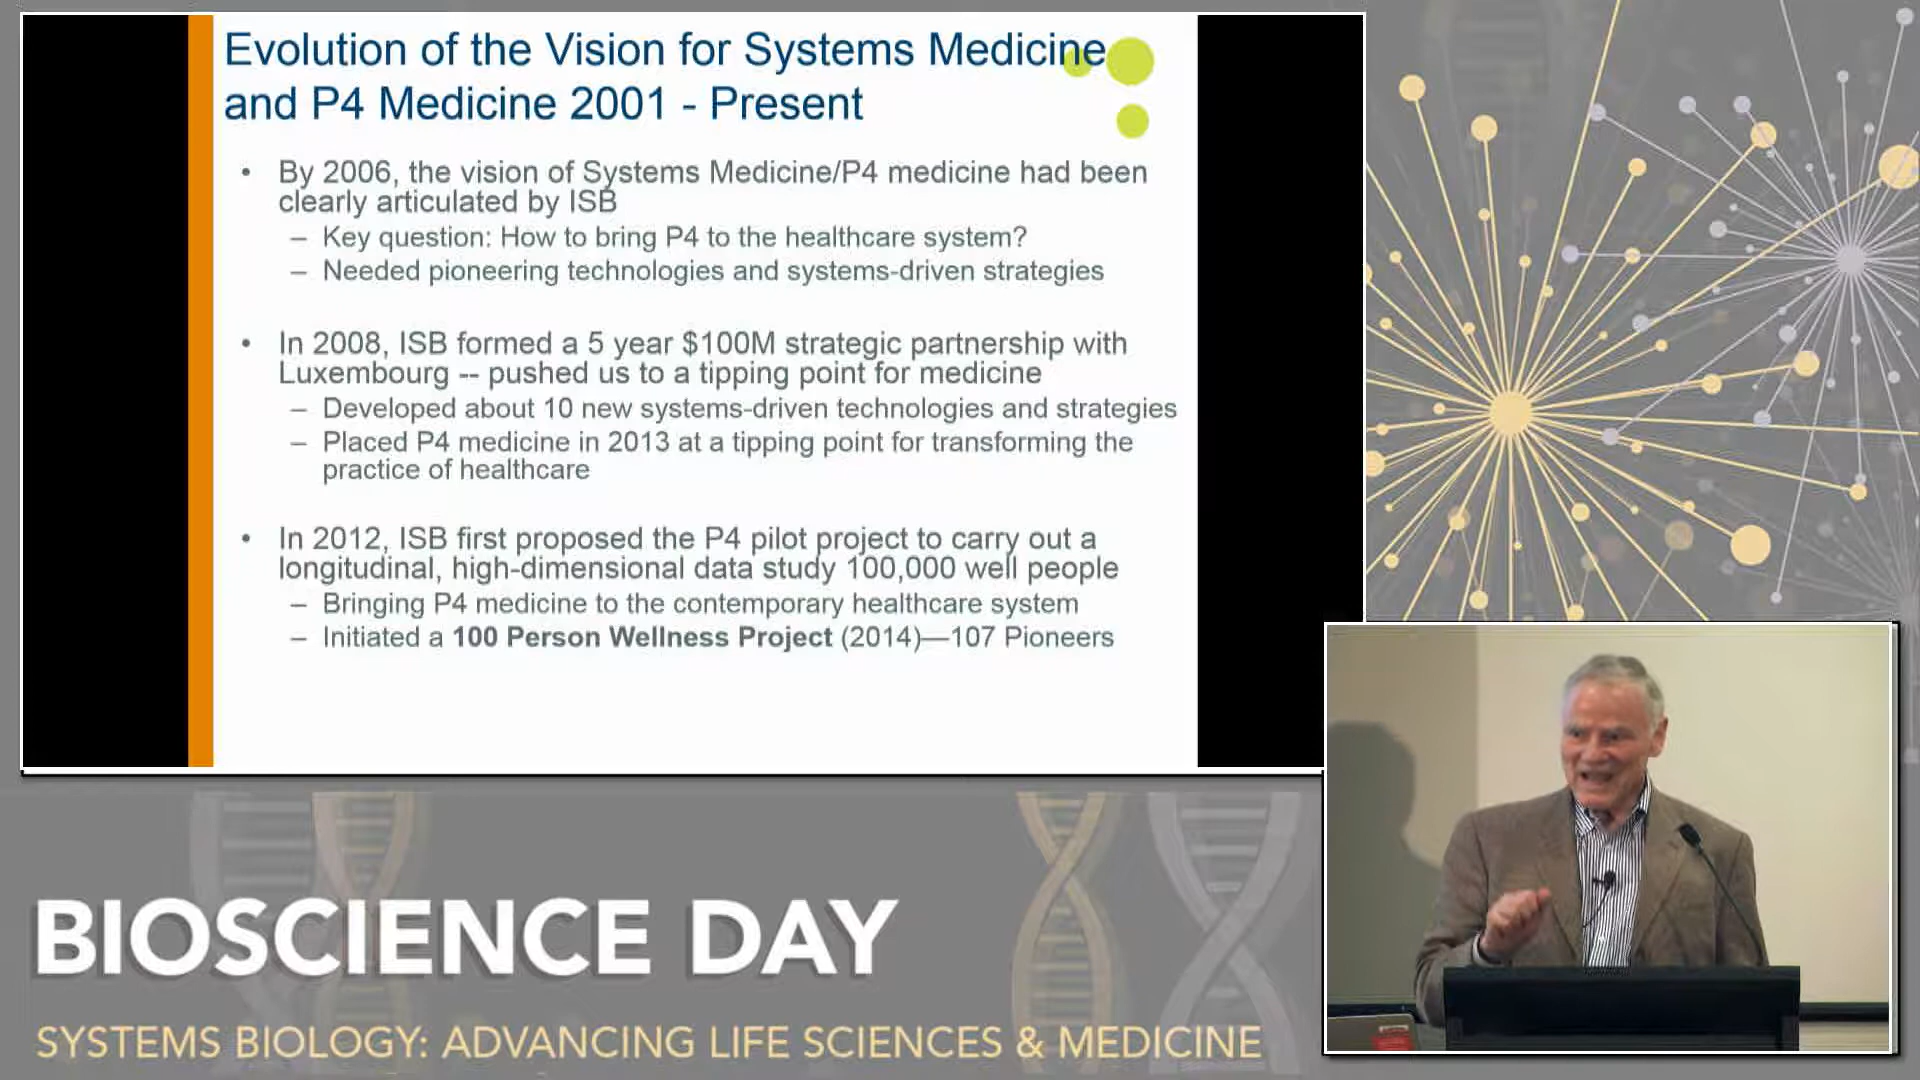 Evolution of the Vision for Systems Medicine
and P4 Medicine 2001 - Present
• By 2006, the vision of Systems Medicine/P4 medicine had been
clearly articulated by ISB
– Key question: How to bring P4 to the healthcare system?
– Needed pioneering technologies and systems-driven strategies
• In 2008, ISB formed a 5 year $100M strategic partnership with
Luxembourg -- pushed us to a tipping point for medicine
– Developed about 10 new systems-driven technologies and strategies
– Placed P4 medicine in 2013 at a tipping point for transforming the
practice of healthcare
• In 2012, ISB first proposed the P4 pilot project to carry out a
longitudinal, high-dimensional data study 100,000 well people
– Bringing P4 medicine to the contemporary healthcare system
– Initiated a 100 Person Wellness Project (2014)—107 Pioneers
BIOSCIENCE DAY
SYSTEMS BIOLOGY: ADVANCING LIFE SCIENCES & MEDICINE